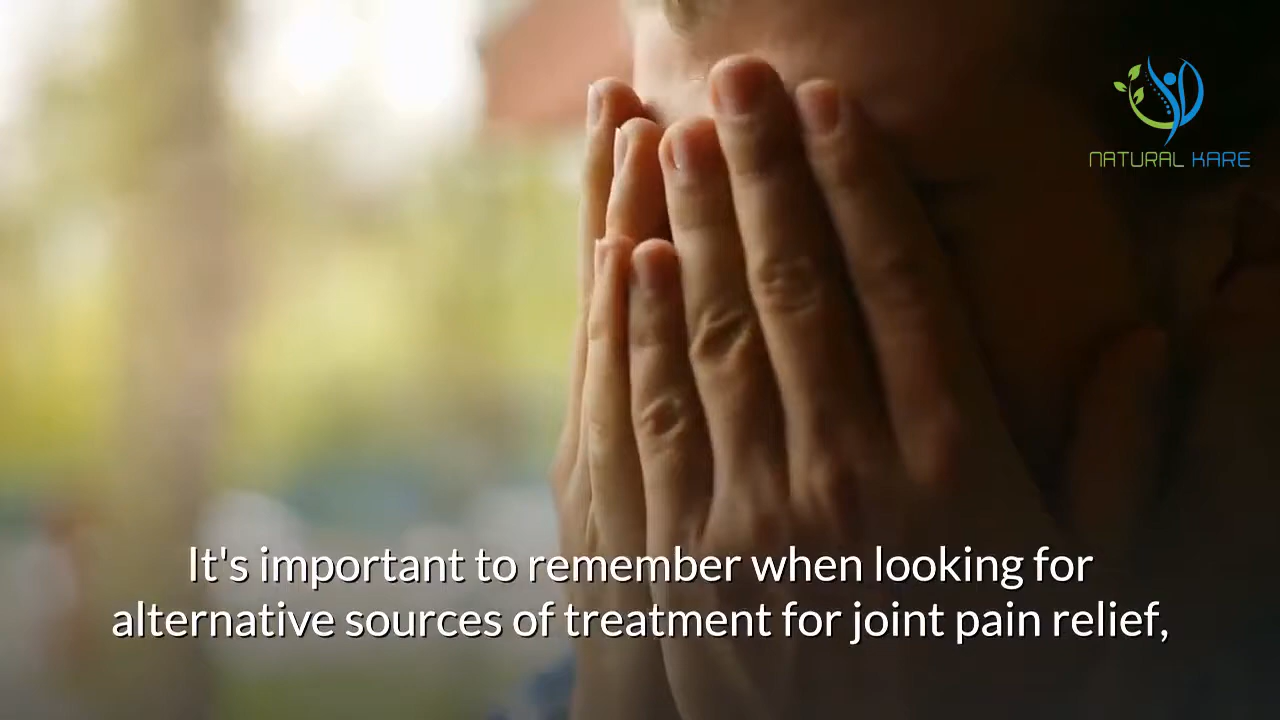 NATURAL KARE
It's important to remember when looking for
alternative sources of treatment for joint pain relief,